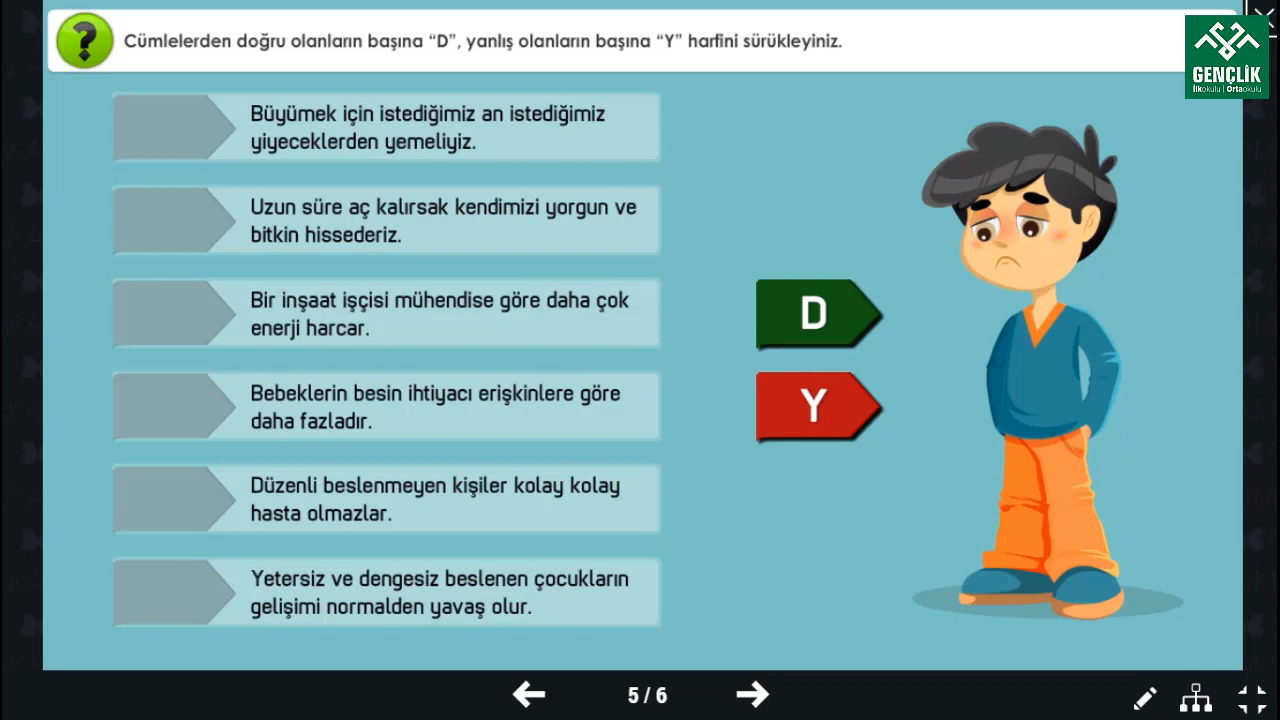 ?
Cümlelerden doğru olanların başına “D”, yanlış olanların başına “Y” harfini sürükleyiniz.
GENÇLİK
İlkokulu | Ortaokulu
Büyümek için istediğimiz an istediğimiz
yiyeceklerden yemeliyiz.
Uzun süre aç kalırsak kendimizi yorgun ve
bitkin hissederiz.
Bir inşaat işçisi mühendise göre daha çok
enerji harcar.
Bebeklerin besin ihtiyacı erişkinlere göre
daha fazladır.
Düzenli beslenmeyen kişiler kolay kolay
hasta olmazlar.
Yetersiz ve dengesiz beslenen çocukların
gelişimi normalden yavaş olur.
D
Y
5 / 6